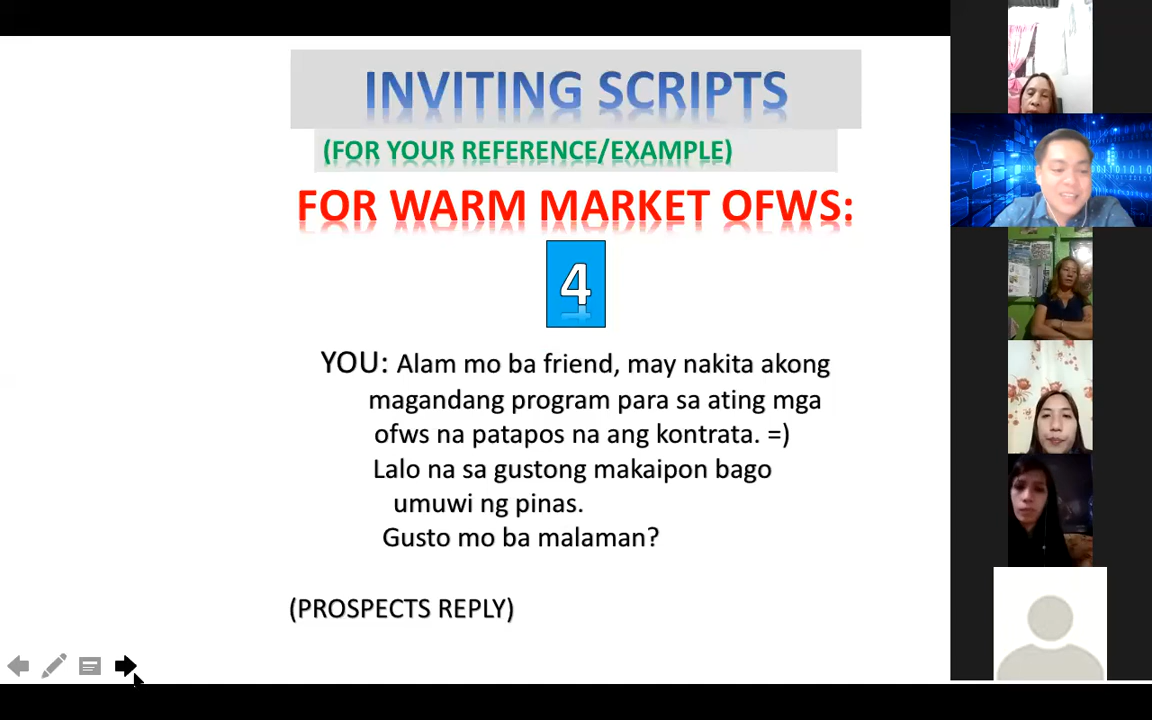 INVITING SCRIPTS
(FOR YOUR REFERENCE/EXAMPLE)
FOR WARM MARKET OFWS:
4
YOU: Alam mo ba friend, may nakita akong
magandang program para sa ating mga
ofws na patapos na ang kontrata. =)
Lalo na sa gustong makaipon bago
umuwi ng pinas.
Gusto mo ba malaman?
(PROSPECTS REPLY)